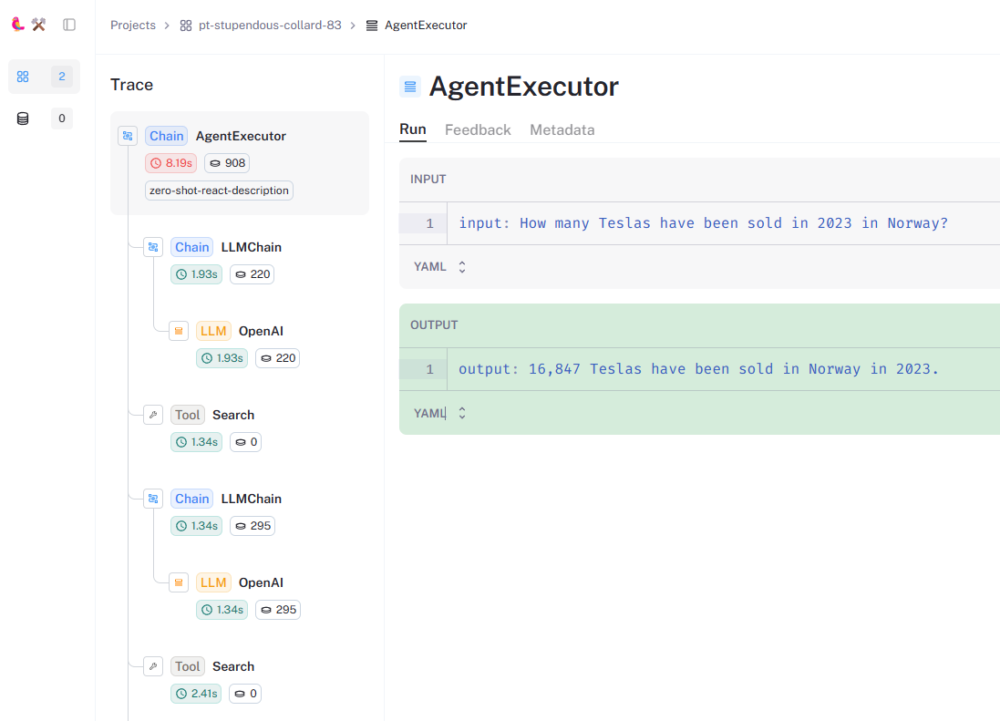 Projects > pt-stupendous-collard-83 > AgentExecutor
2
0
Trace
Chain AgentExecutor
8.19s 908
zero-shot-react-description
Chain LLMChain
1.93s 220
LLM OpenAI
1.93s 220
Tool Search
1.34s 0
Chain LLMChain
1.34s 295
LLM OpenAI
1.34s 295
Tool Search
2.41s 0
AgentExecutor
Run Feedback Metadata
INPUT
1 input: How many Teslas have been sold in 2023 in Norway?
YAML
OUTPUT
1 output: 16,847 Teslas have been sold in Norway in 2023.
YAML